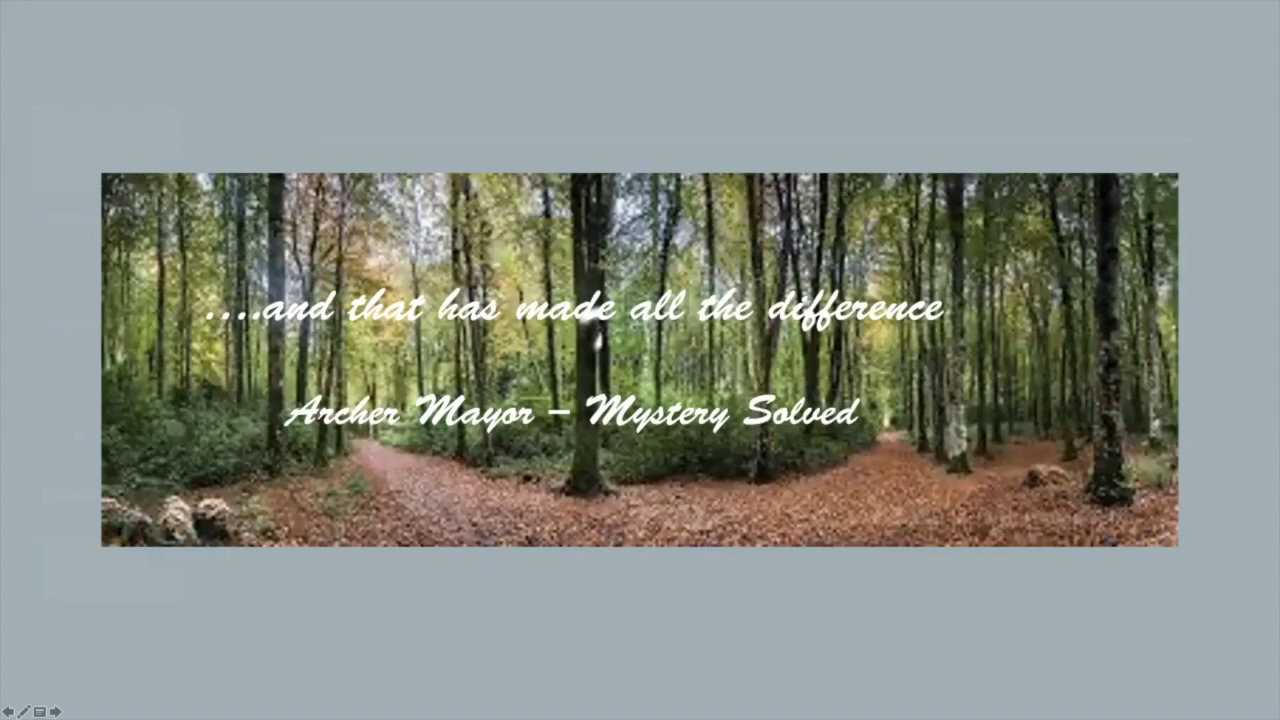 ....and that has made all the difference
Archer Mayor – Mystery Solved